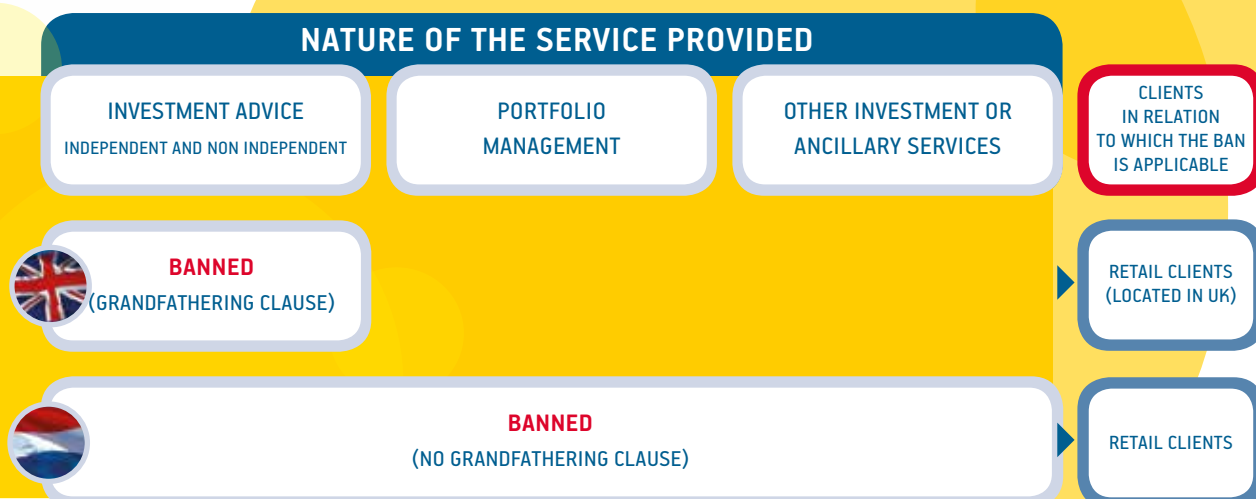 NATURE OF THE SERVICE PROVIDED
INVESTMENT ADVICE
INDEPENDENT AND NON INDEPENDENT
PORTFOLIO
MANAGEMENT
OTHER INVESTMENT OR
ANCILLARY SERVICES
CLIENTS
IN RELATION
TO WHICH THE BAN
IS APPLICABLE
BANNED
(GRANDFATHERING CLAUSE)
RETAIL CLIENTS
(LOCATED IN UK)
BANNED
(NO GRANDFATHERING CLAUSE)
RETAIL CLIENTS